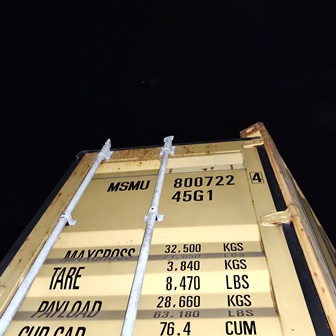 MSMU 800722 4
45G1
MAXGROSS 32.500 KGS
TARE 3,840 KGS
8,470 LBS
PAYLOAD 28.660 KGS
63,180 LBS
CUB.CAP. 76.4 CUM